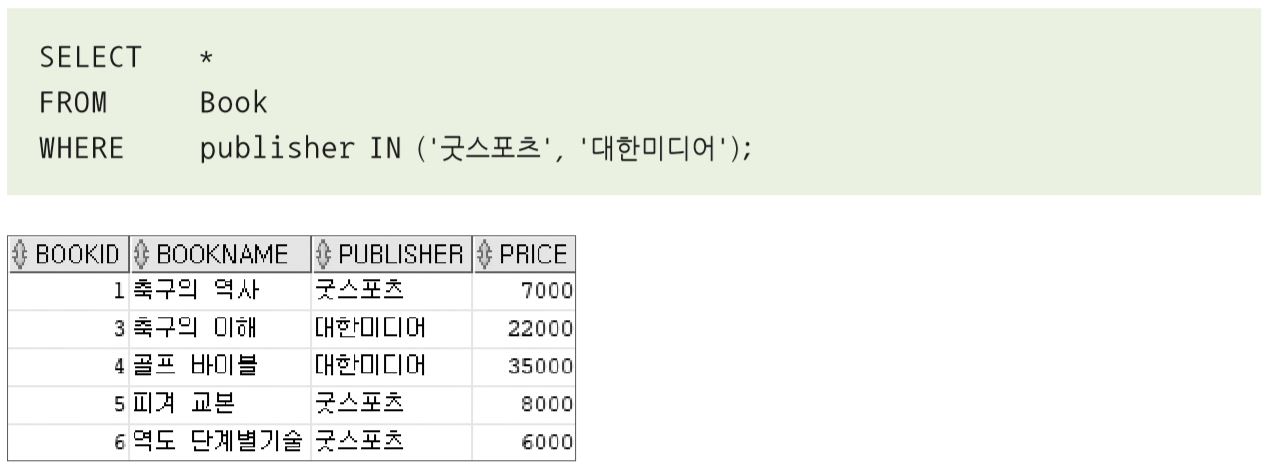 SELECT *
FROM Book
WHERE publisher IN ('굿스포츠', '대한미디어');
BOOKID BOOKNAME PUBLISHER PRICE
1 축구의 역사 굿스포츠 7000
3 축구의 이해 대한미디어 22000
4 골프 바이블 대한미디어 35000
5 피겨 교본 굿스포츠 8000
6 역도 단계별기술 굿스포츠 6000